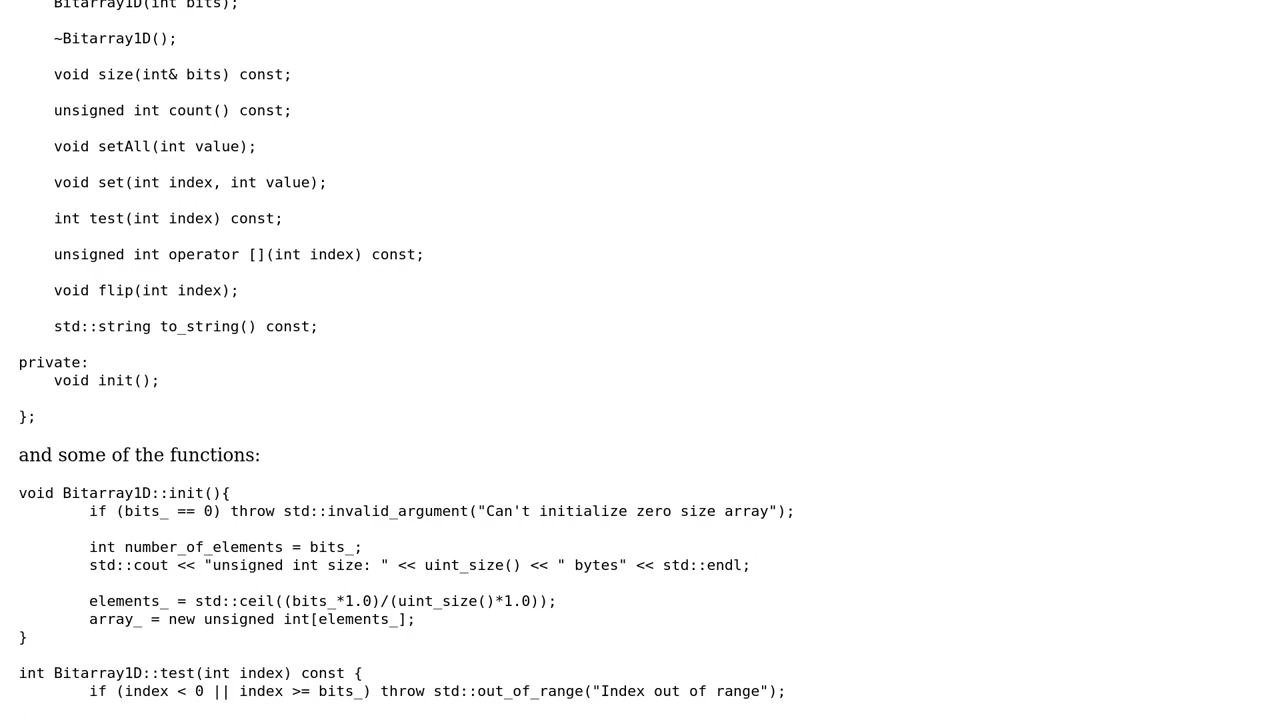 Bitarray1D(int bits);
~Bitarray1D();
void size(int& bits) const;
unsigned int count() const;
void setAll(int value);
void set(int index, int value);
int test(int index) const;
unsigned int operator [](int index) const;
void flip(int index);
std::string to_string() const;
private:
void init();
};
and some of the functions:
void Bitarray1D::init(){
if (bits_ == 0) throw std::invalid_argument("Can't initialize zero size array");
int number_of_elements = bits_;
std::cout << "unsigned int size: " << uint_size() << " bytes" << std::endl;
elements_ = std::ceil((bits_*1.0)/(uint_size()*1.0));
array_ = new unsigned int[elements_];
}
int Bitarray1D::test(int index) const {
if (index < 0 || index >= bits_) throw std::out_of_range("Index out of range");